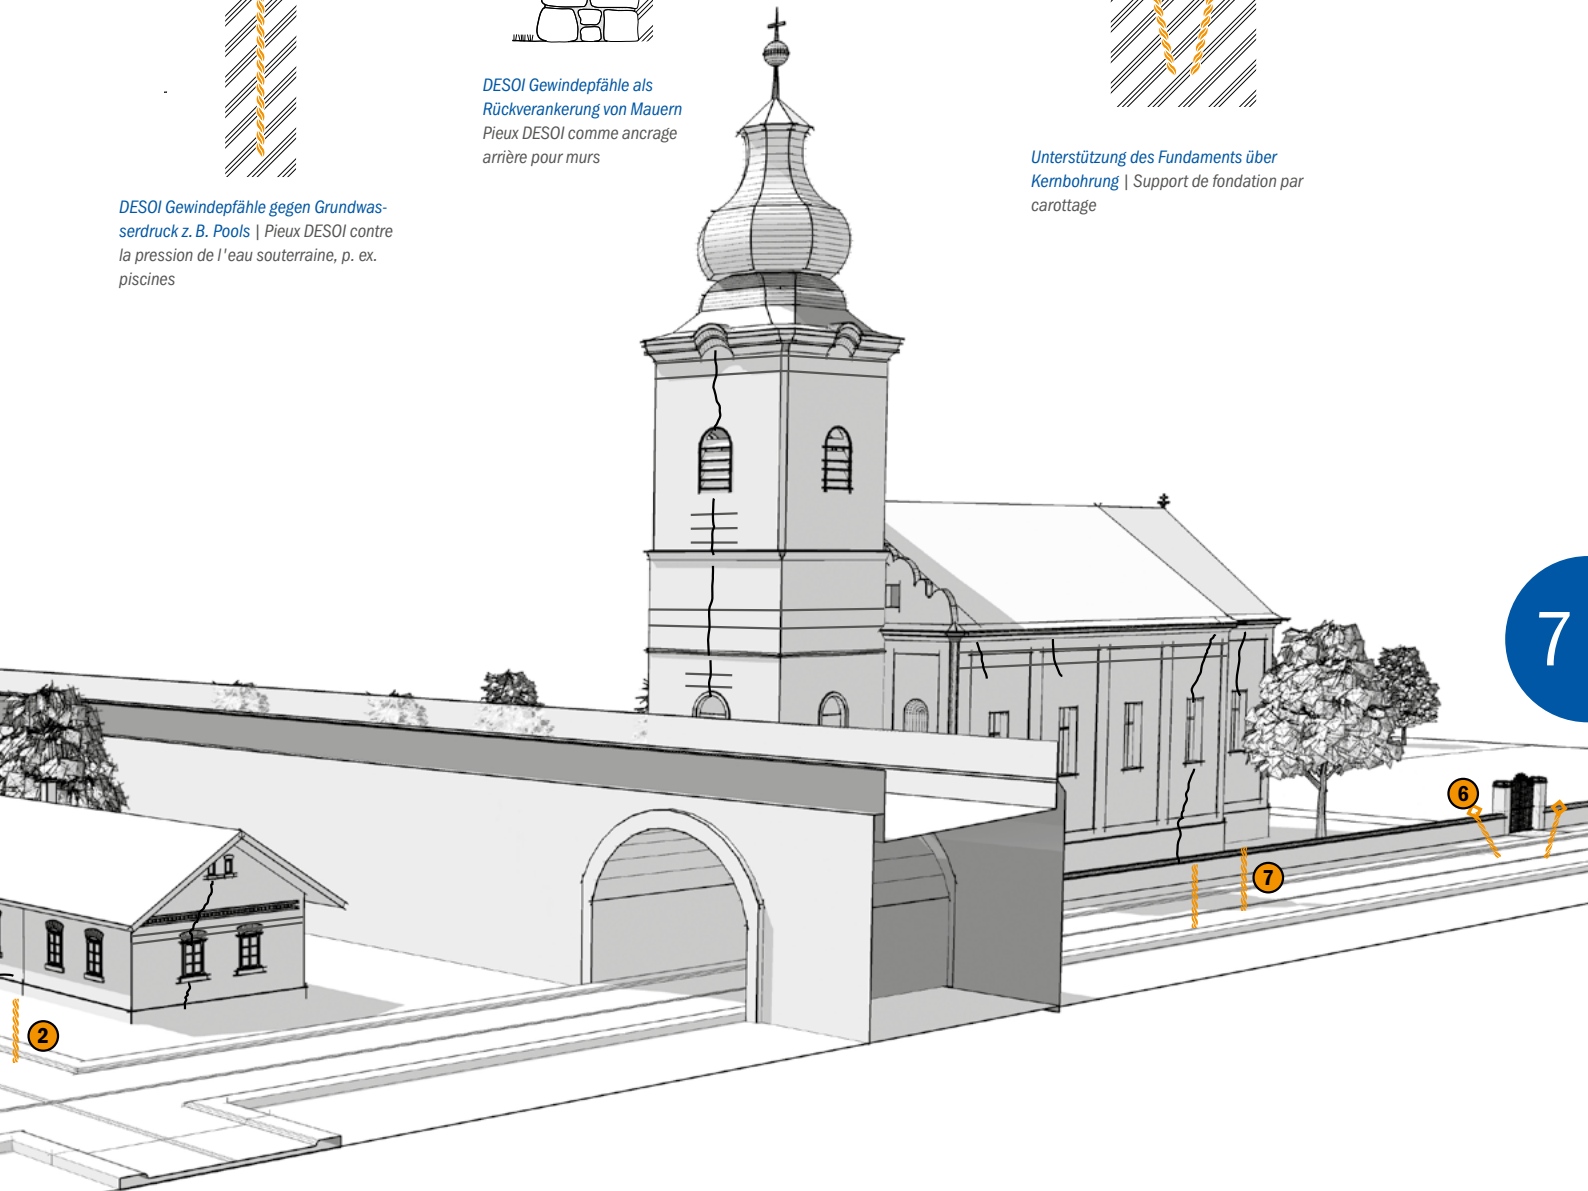 DESOI Gewindepfähle als
Rückverankerung von Mauern
Pieux DESOI comme ancrage
arrière pour murs
Unterstützung des Fundaments über
Kernbohrung | Support de fondation par
carottage
DESOI Gewindepfähle gegen Grundwas-
serdruck z. B. Pools | Pieux DESOI contre
la pression de l'eau souterraine, p. ex.
piscines
7
6
7
2